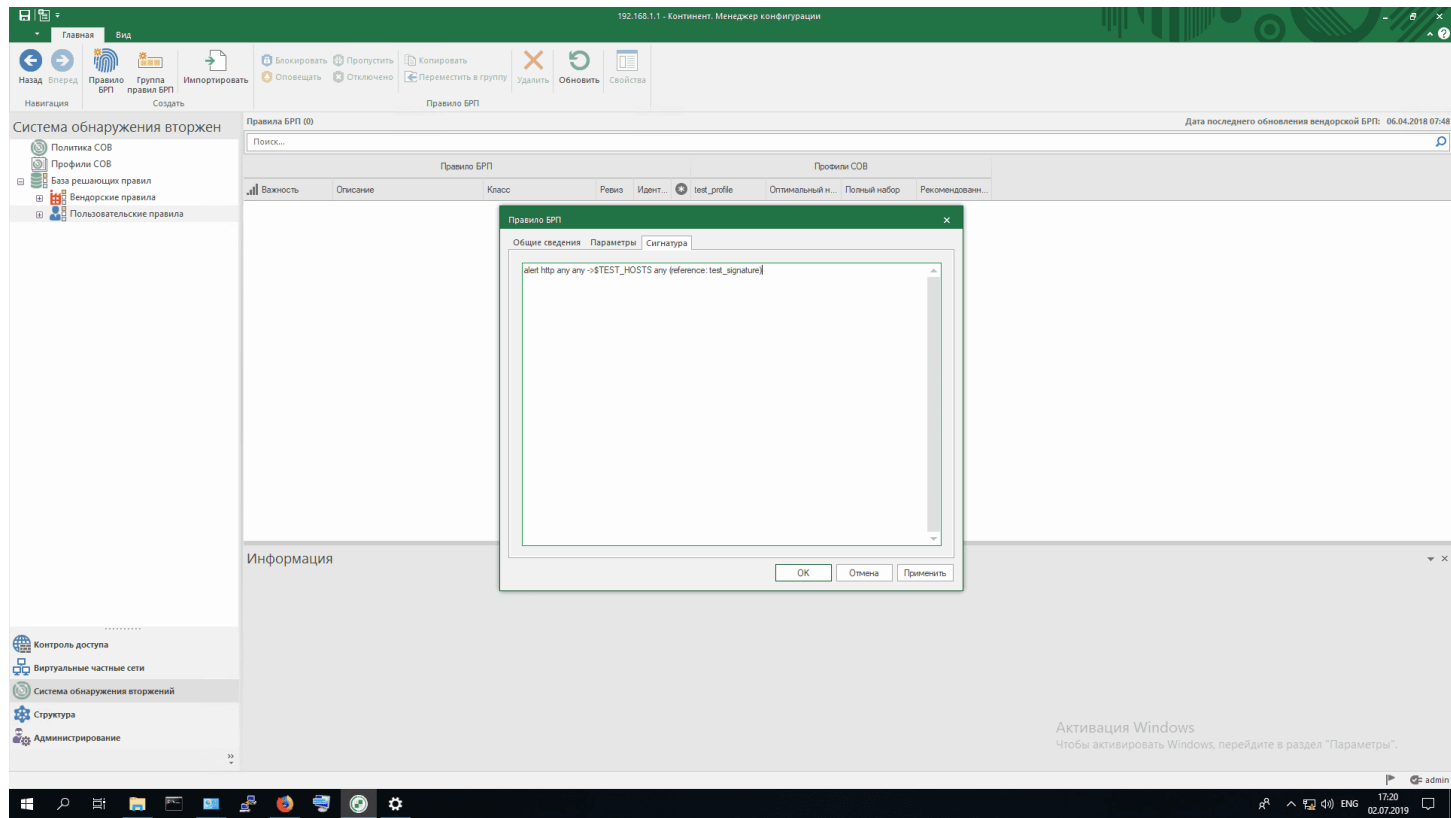 192.168.1.1 - Континент. Менеджер конфигурации
Главная Вид
Назад Вперед
Правило БРП
Группа правил БРП
Импортировать
Блокировать Пропустить Копировать
Оповещать Отключено Переместить в группу
Удалить Обновить Свойства
Навигация Создать Правило БРП
Система обнаружения вторжен
Политика СОВ
Профили СОВ
База решающих правил
Вендорские правила
Пользовательские правила
Правила БРП (0)
Дата последнего обновления вендорской БРП: 06.04.2018 07:48
Поиск...
Правило БРП Профили СОВ
Важность Описание Класс Ревиз Идент... test_profile Оптимальный н... Полный набор Рекомендованн...
Правило БРП
Общие сведения Параметры Сигнатура
alert http any any ->$TEST_HOSTS any (reference: test_signature)
ОК Отмена Применить
Информация
Контроль доступа
Виртуальные частные сети
Система обнаружения вторжений
Структура
Администрирование
Активация Windows
Чтобы активировать Windows, перейдите в раздел "Параметры".
admin
ENG
17:20
02.07.2019